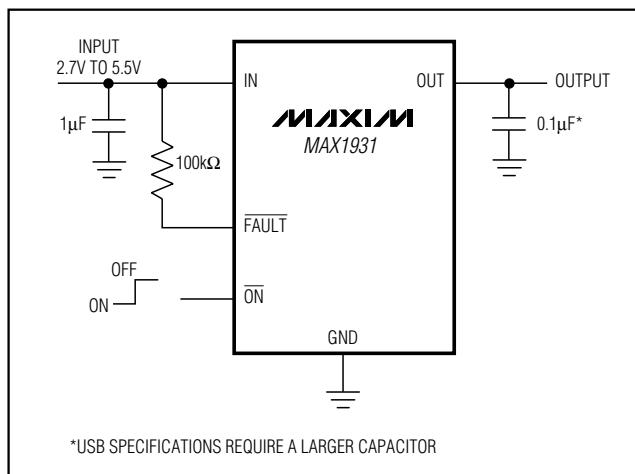 INPUT
2.7V TO 5.5V
IN
OUT
OUTPUT
1µF
MAXIM
MAX1931
0.1µF*
100kΩ
FAULT
OFF
ON
ON
GND
*USB SPECIFICATIONS REQUIRE A LARGER CAPACITOR